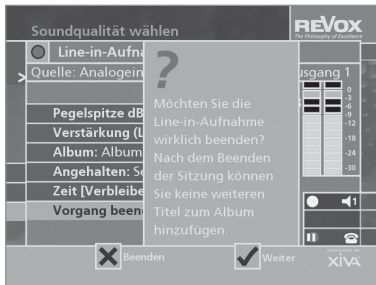 Soundqualität wählen
REVOX
The Philosophy of Excellence
Line-in-Aufna
Quelle: Analogein
usgang 1
Pegelspitze dB
Verstärkung (L
Album: Album
Angehalten: Se
Zeit [Verbleibe
Vorgang been
?
Möchten Sie die
Line-in-Aufnahme
wirklich beenden?
Nach dem Beenden
der Sitzung können
Sie keine weiteren
Titel zum Album
hinzufügen.
0
-3
-6
-9
-12
-18
-24
-30
1
Beenden
Weiter
XiVA